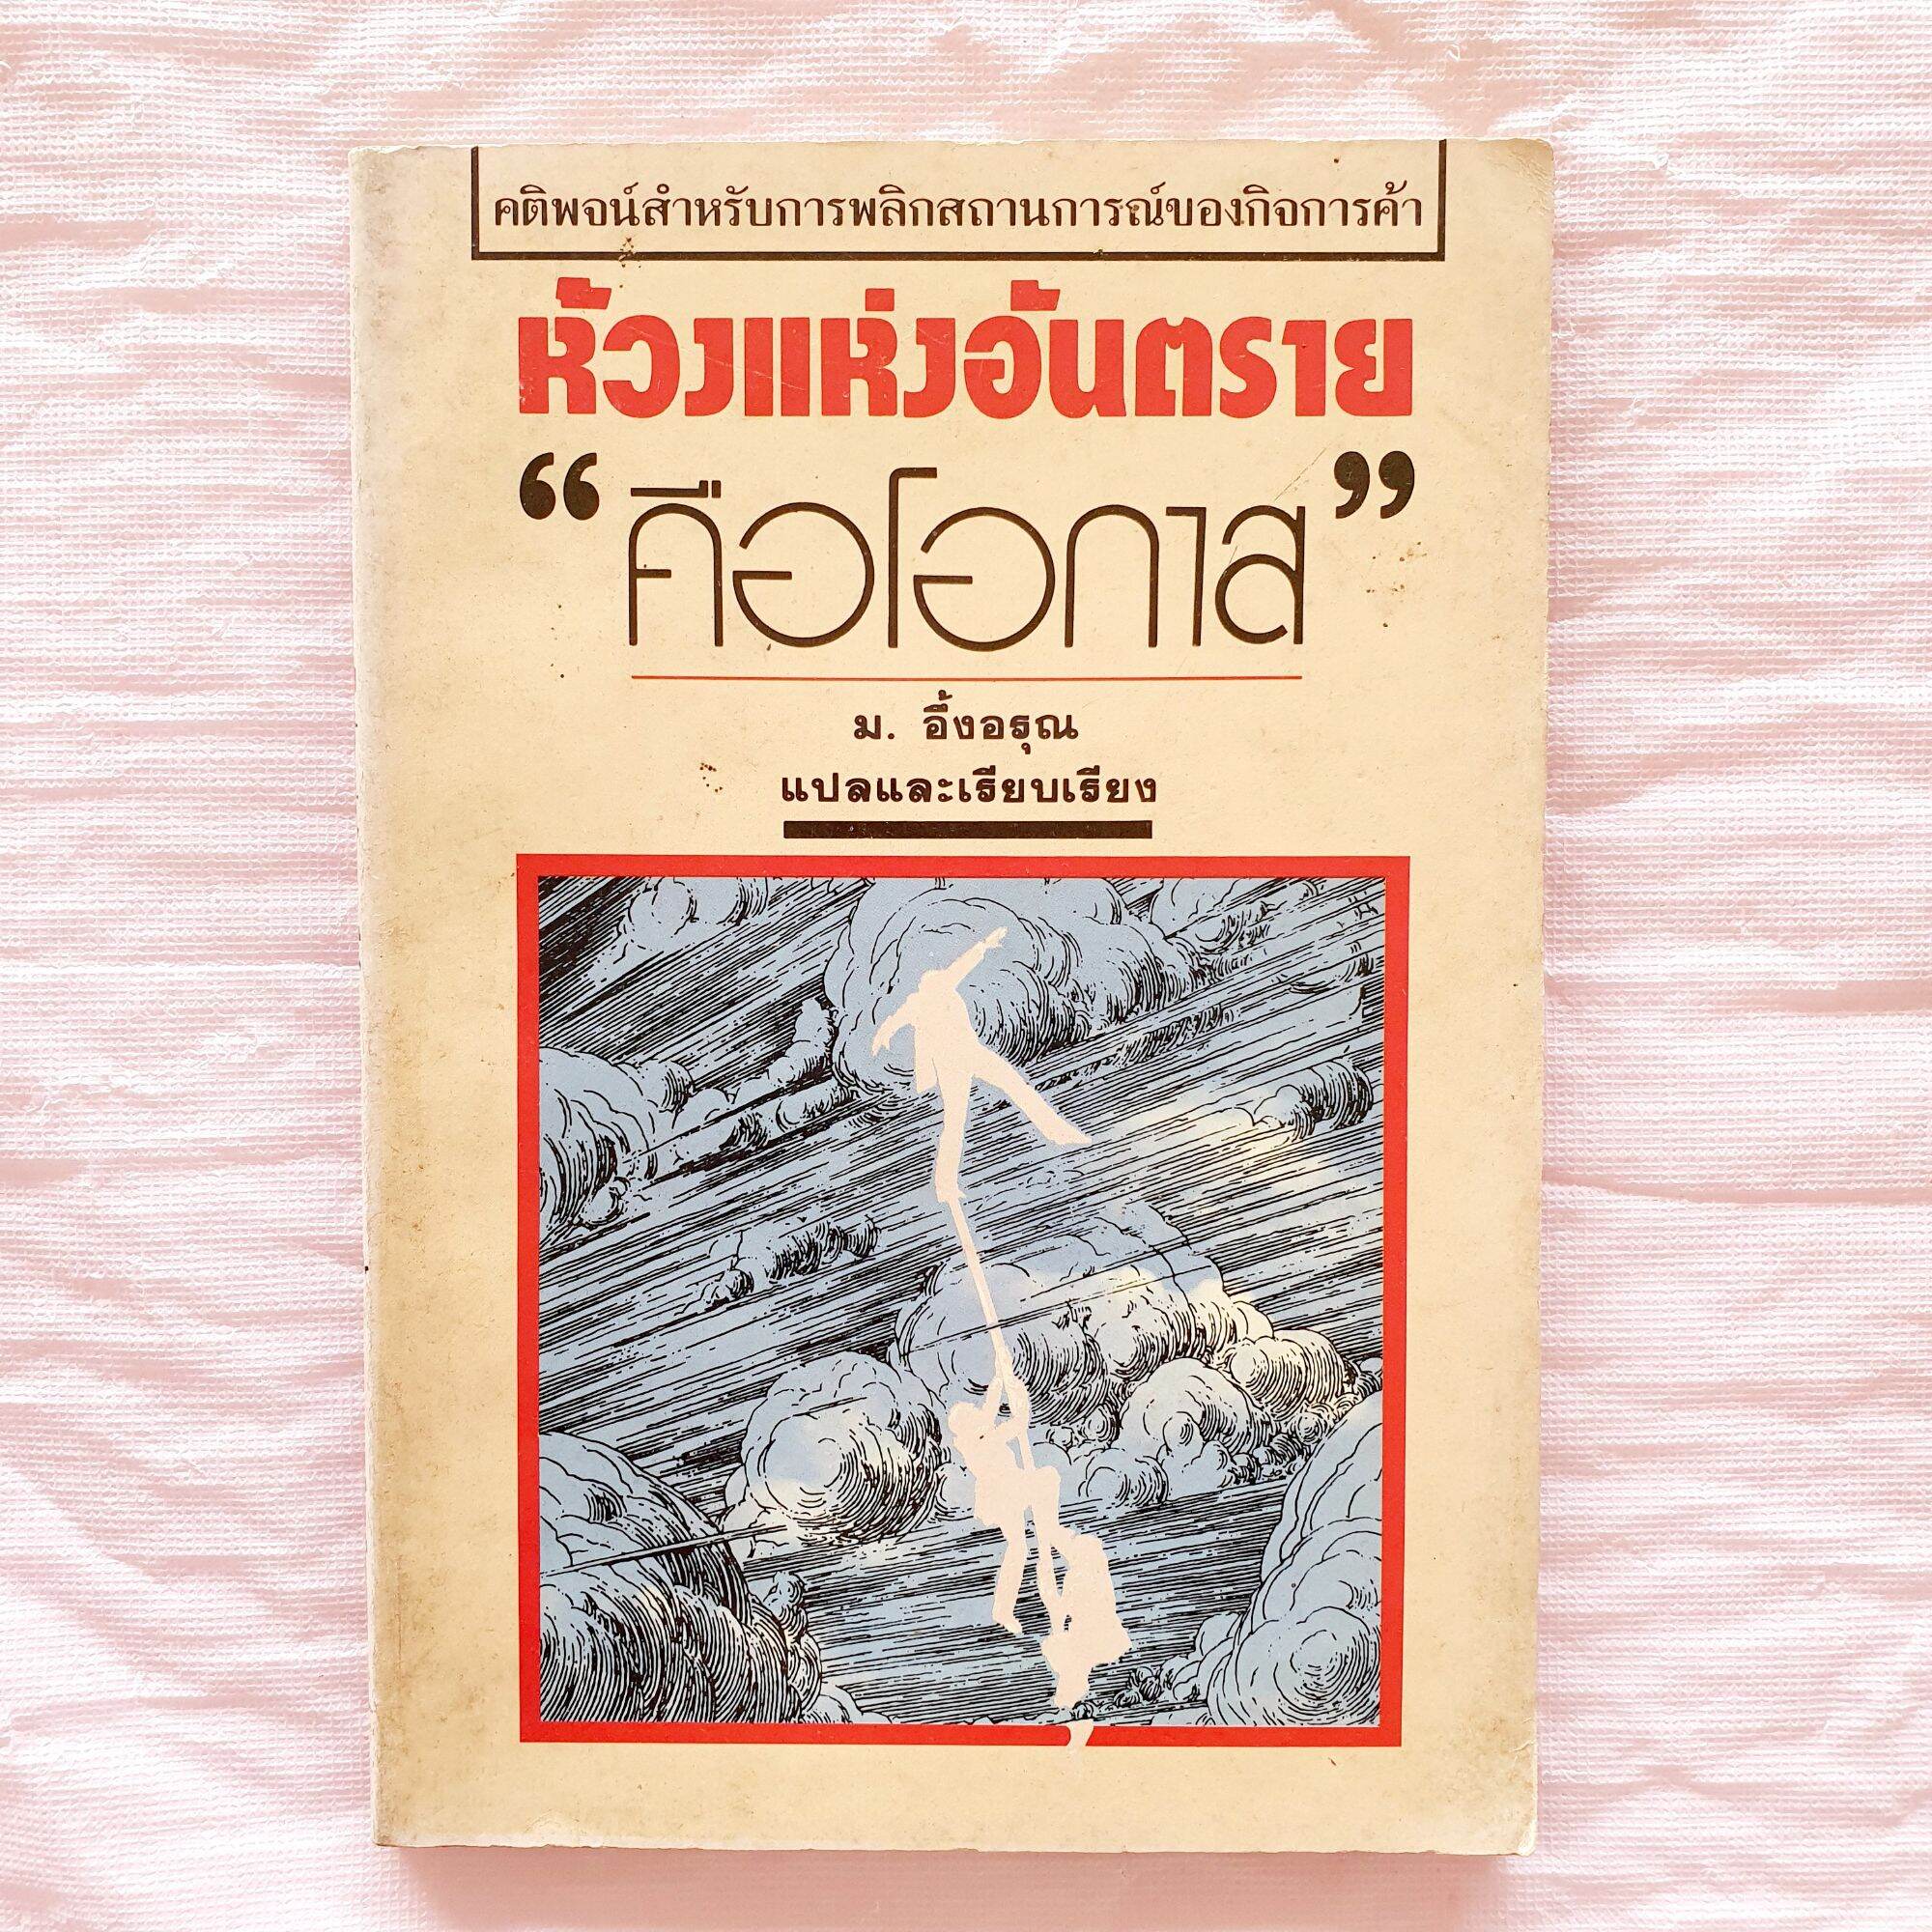 คติพจน์สำหรับการพลิกสถานการณ์ของกิจการค้า
ห้วงแห่งอันตราย
“คือโอกาส”
ม. อึ้งอรุณ
แปลและเรียบเรียง